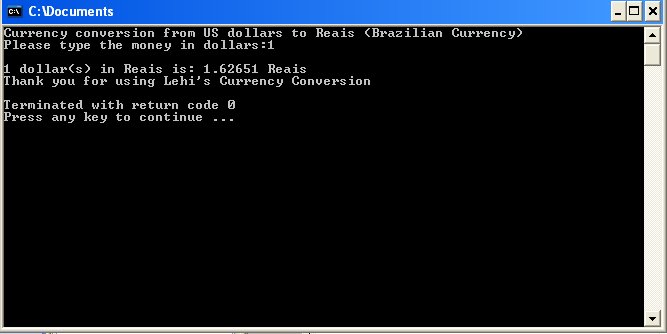 C:\Documents
Currency conversion from US dollars to Reais (Brazilian Currency)
Please type the money in dollars:1
1 dollar(s) in Reais is: 1.62651 Reais
Thank you for using Lehi's Currency Conversion
Terminated with return code 0
Press any key to continue ...